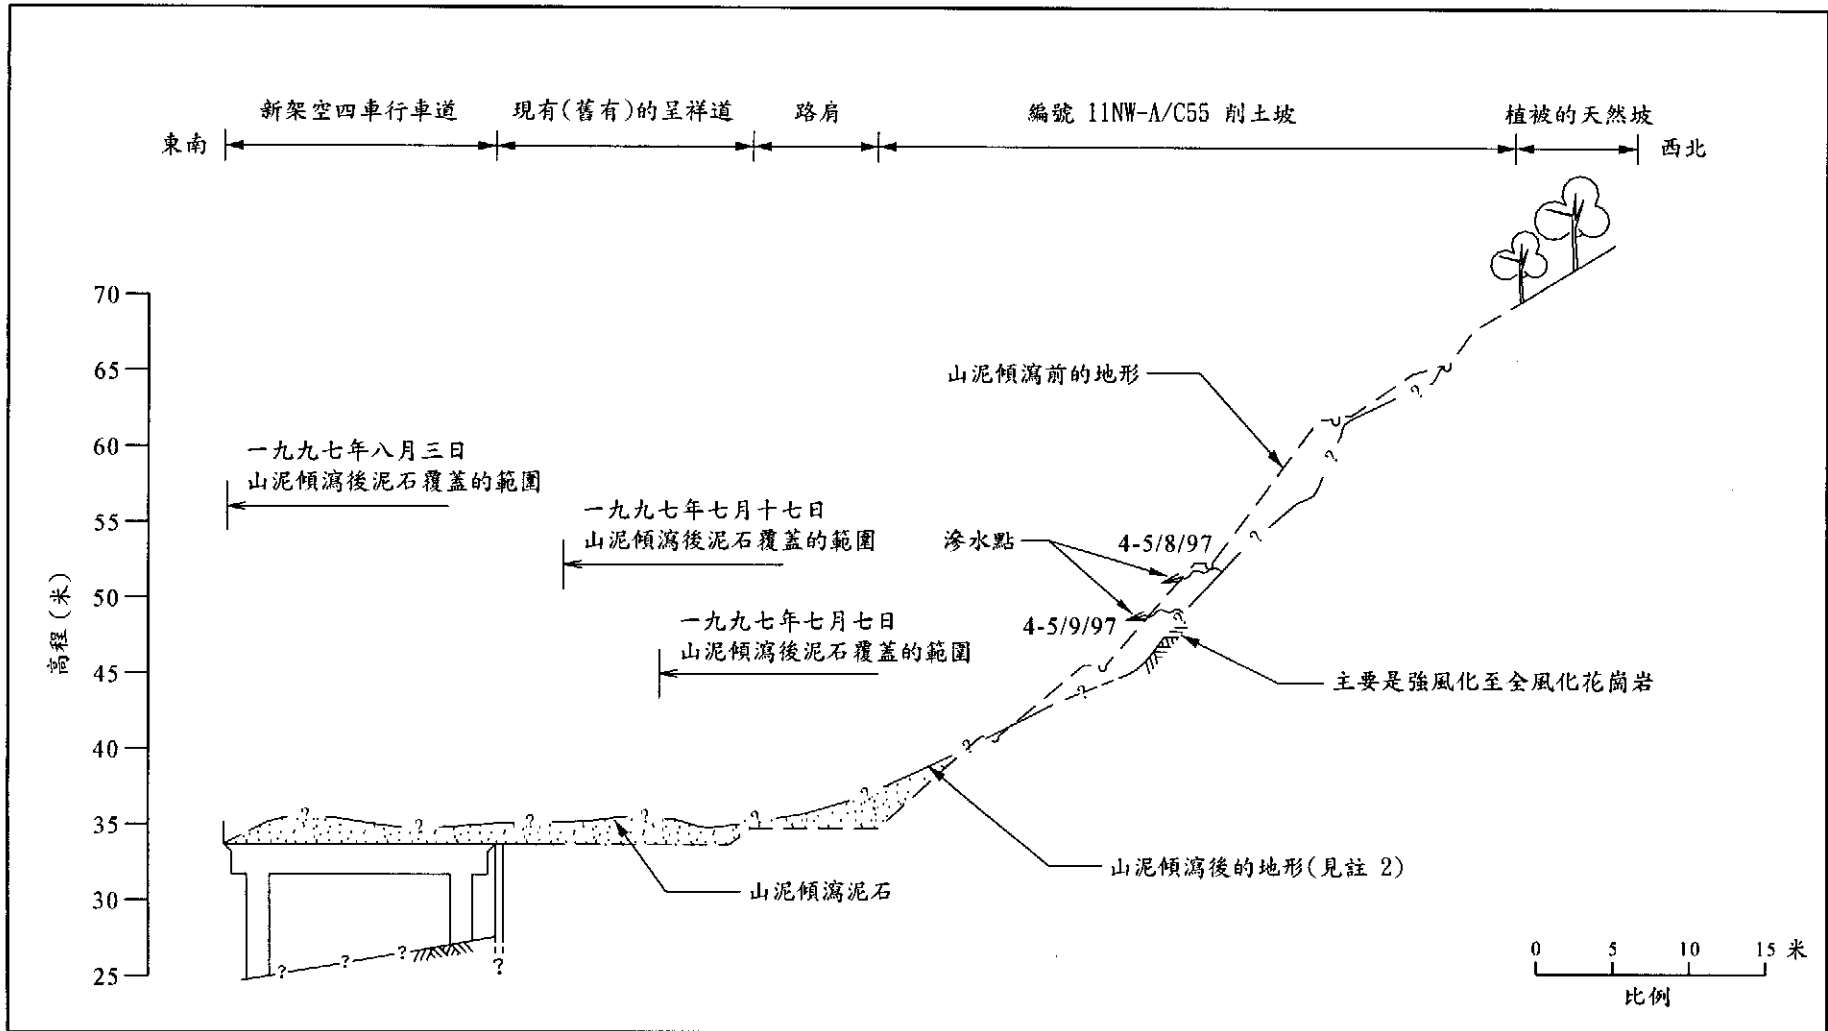 新架空四車行車道
現有(舊有)的呈祥道
路肩
編號 11NW-A/C55 削土坡
植被的天然坡
東南
西北
70
65
60
55
50
45
40
35
30
25
高程(米)
山泥傾瀉前的地形
一九九七年八月三日
山泥傾瀉後泥石覆蓋的範圍
一九九七年七月十七日
山泥傾瀉後泥石覆蓋的範圍
滲水點
4-5/8/97
一九九七年七月七日
山泥傾瀉後泥石覆蓋的範圍
4-5/9/97
主要是強風化至全風化花崗岩
山泥傾瀉後的地形(見註 2)
山泥傾瀉泥石
0 5 10 15 米
比例